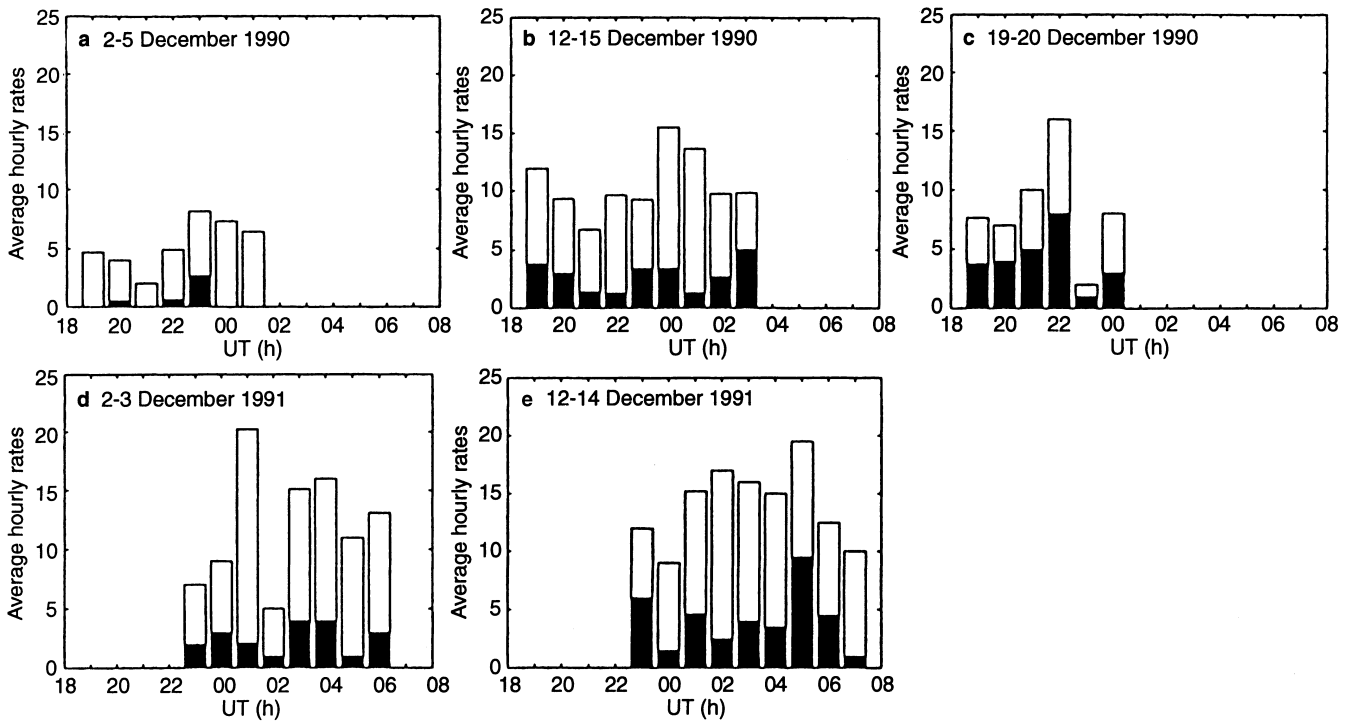 a 2-5 December 1990
25
20
15
10
5
0
Average hourly rates
18 20 22 00 02 04 06 08
UT (h)
b 12-15 December 1990
25
20
15
10
5
0
Average hourly rates
18 20 22 00 02 04 06 08
UT (h)
c 19-20 December 1990
25
20
15
10
5
0
Average hourly rates
18 20 22 00 02 04 06 08
UT (h)
d 2-3 December 1991
25
20
15
10
5
0
Average hourly rates
18 20 22 00 02 04 06 08
UT (h)
e 12-14 December 1991
25
20
15
10
5
0
Average hourly rates
18 20 22 00 02 04 06 08
UT (h)